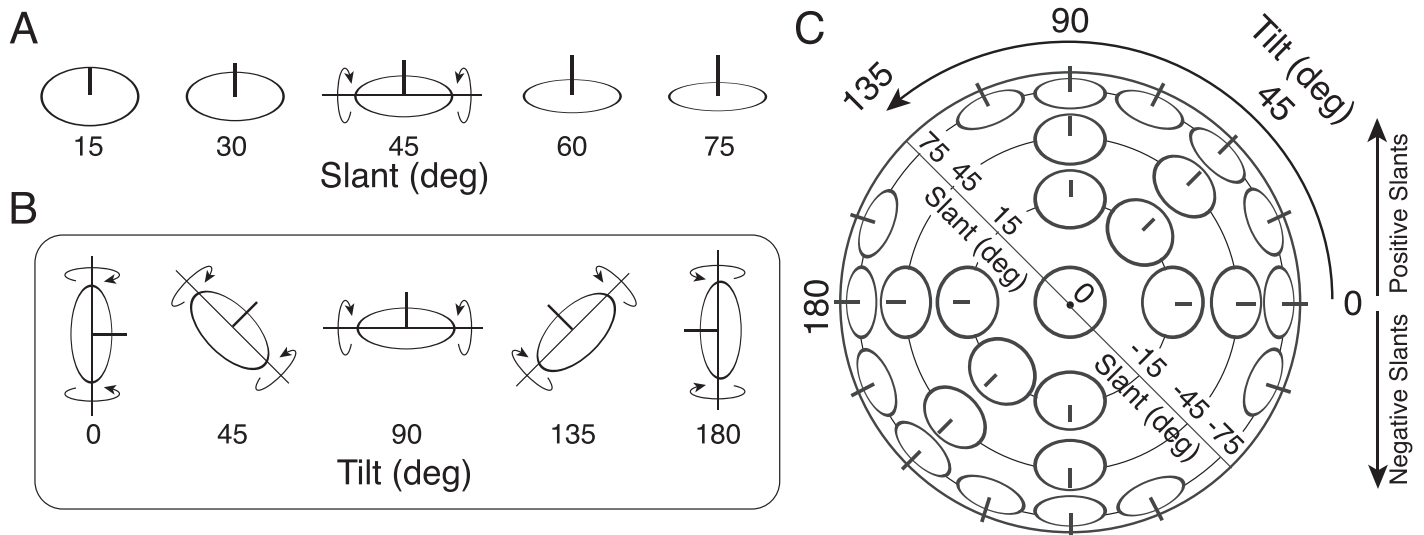 A
15 30 45 60 75
Slant (deg)
B
0 45 90 135 180
Tilt (deg)
C
90
Tilt (deg)
45
135
180
0
75 45 15
Slant (deg)
0
-15 -45 -75
Slant (deg)
Positive Slants
Negative Slants